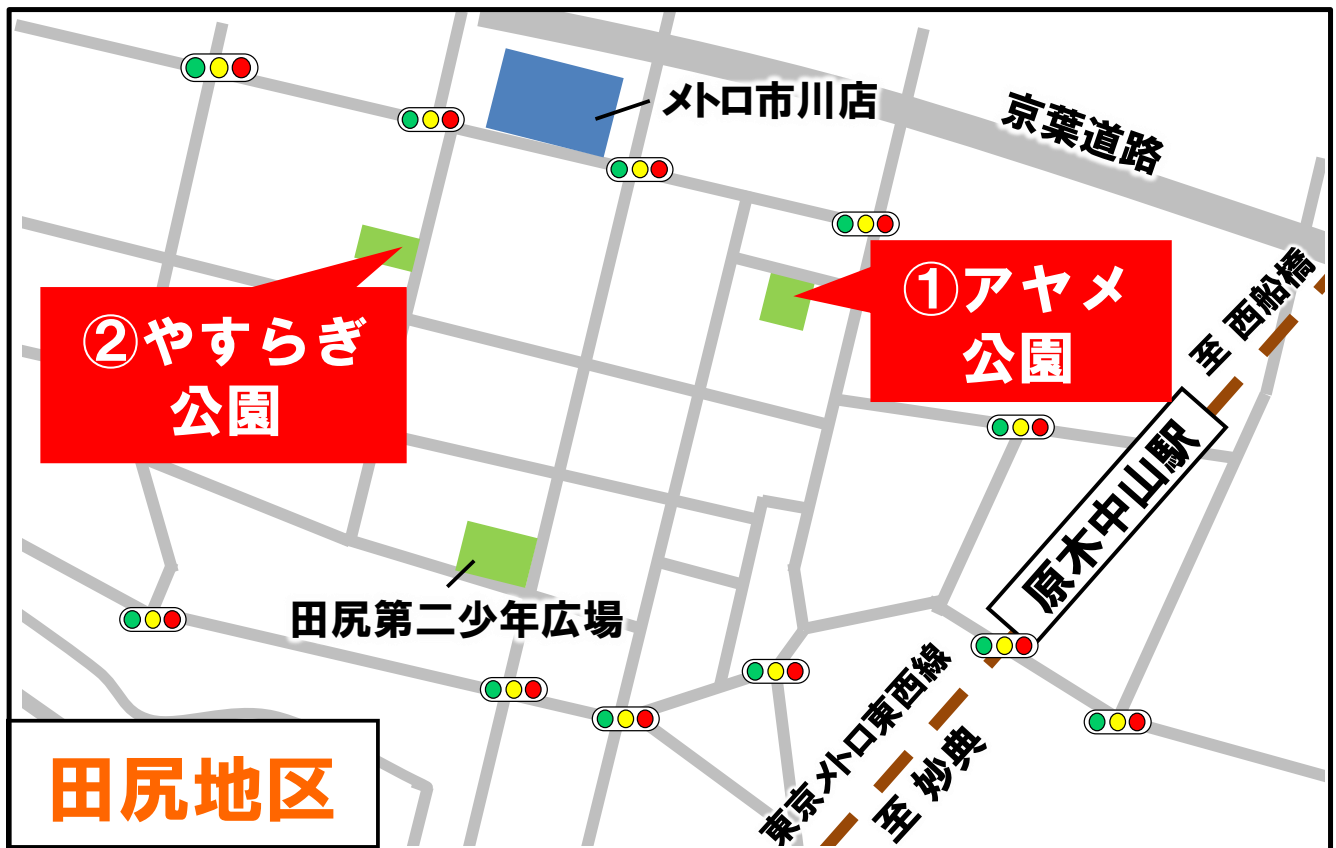 メトロ市川店
京葉道路
①アヤメ
公園
②やすらぎ
公園
至 西船橋
原木中山駅
田尻第二少年広場
東京メトロ東西線
至 妙典
田尻地区